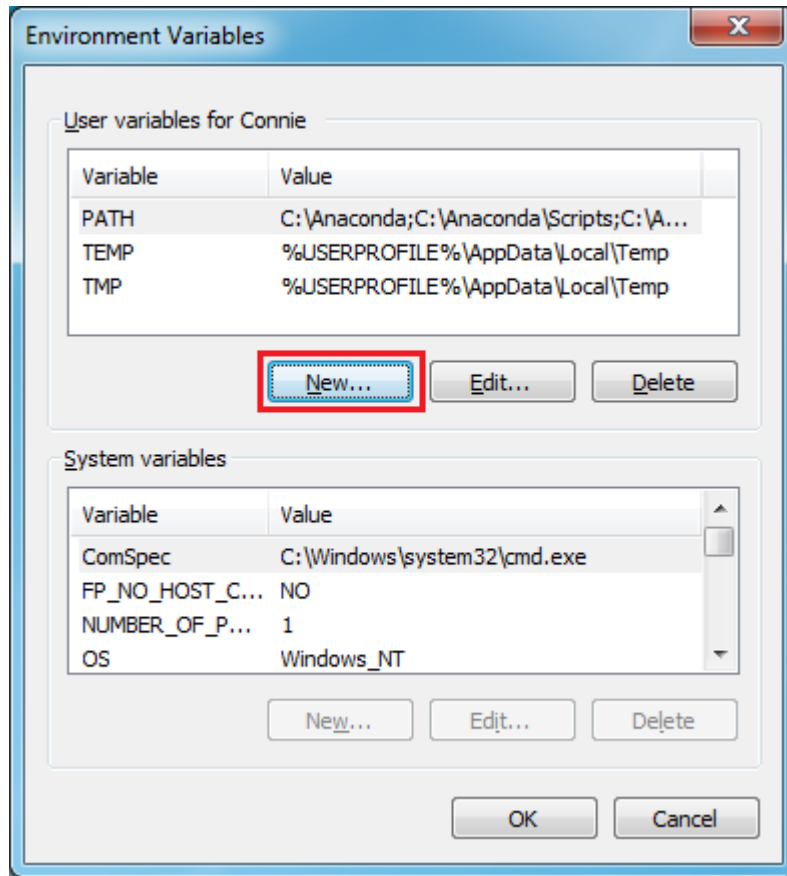 Environment Variables
User variables for Connie
Variable Value
PATH C:\Anaconda;C:\Anaconda\Scripts;C:\A...
TEMP %USERPROFILE%\AppData\Local\Temp
TMP %USERPROFILE%\AppData\Local\Temp
New... Edit... Delete
System variables
Variable Value
ComSpec C:\Windows\system32\cmd.exe
FP_NO_HOST_C... NO
NUMBER_OF_P... 1
OS Windows_NT
New... Edit... Delete
OK Cancel